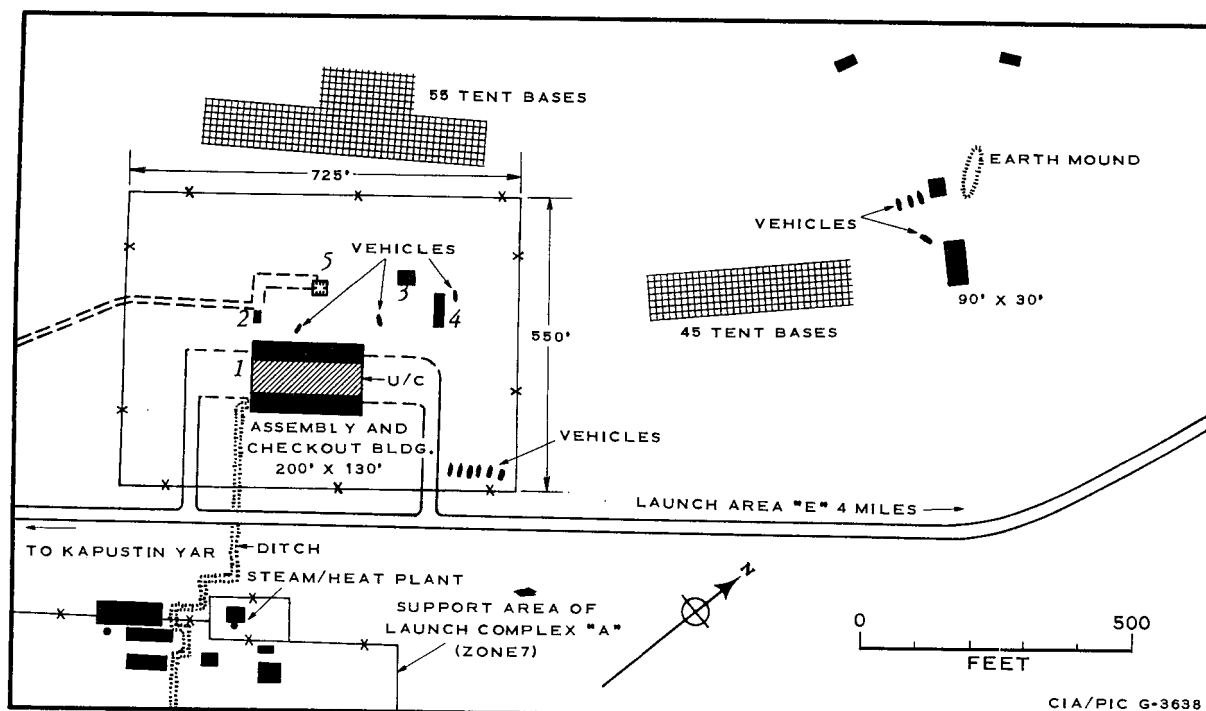 55 TENT BASES
725'
EARTH MOUND
VEHICLES
VEHICLES
5
3
2
4
90' X 30'
550'
45 TENT BASES
1
U/C
ASSEMBLY AND
CHECKOUT BLDG.
200' X 130'
VEHICLES
LAUNCH AREA "E" 4 MILES
TO KAPUSTIN YAR
DITCH
STEAM/HEAT PLANT
SUPPORT AREA OF
LAUNCH COMPLEX "A"
(ZONE7)
N
0 500
FEET
CIA/PIC G-3638